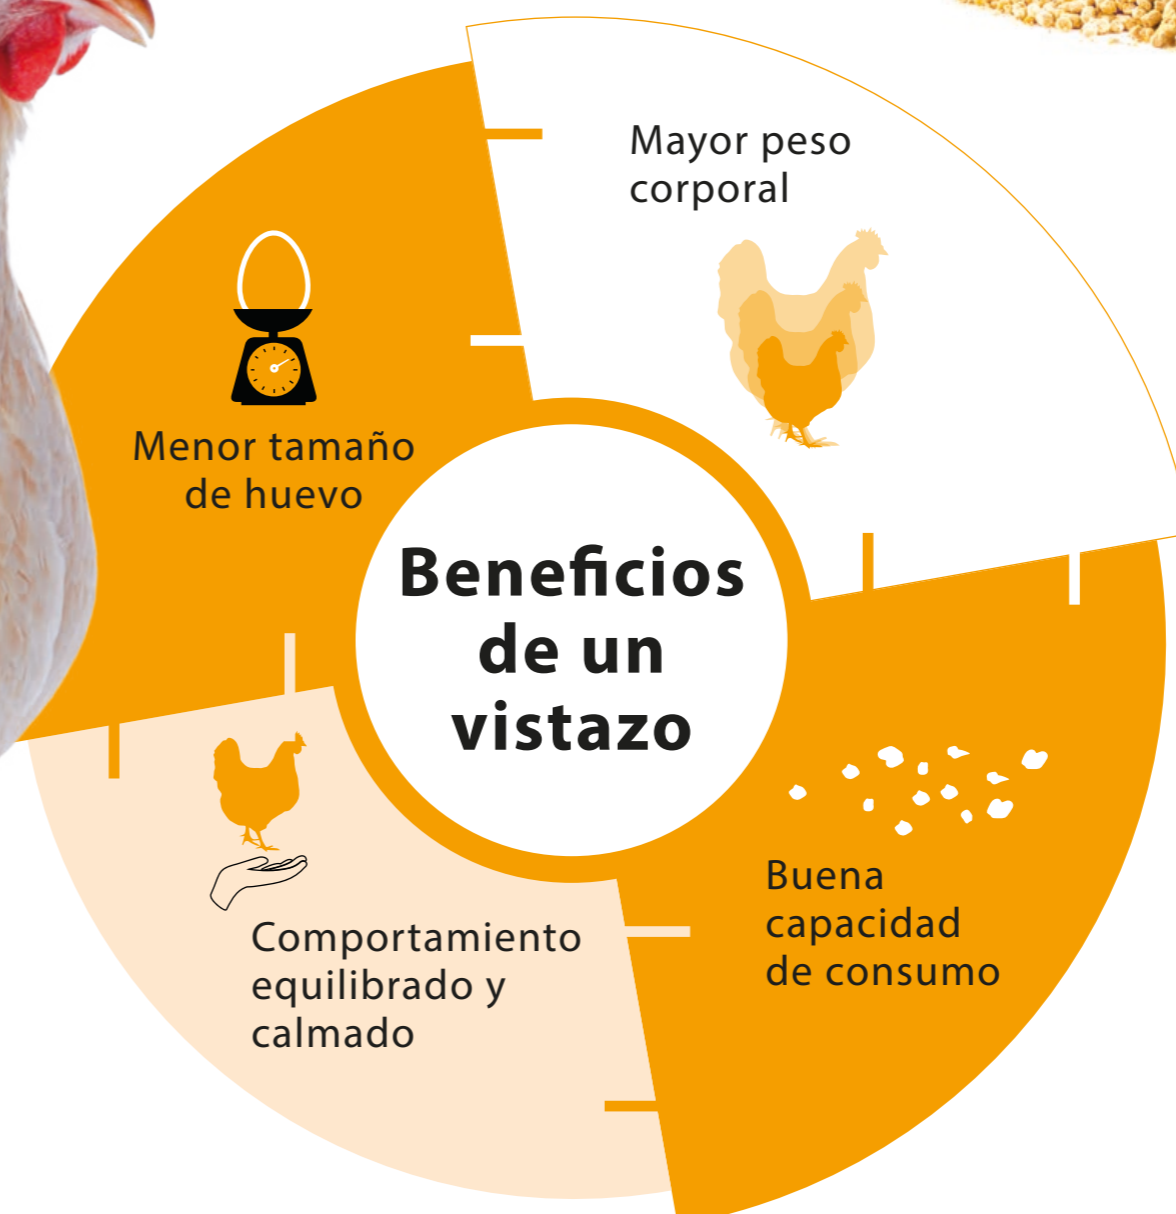 Mayor peso
corporal
Menor tamaño
de huevo
Beneficios
de un
vistazo
Buena
capacidad
de consumo
Comportamiento
equilibrado y
calmado